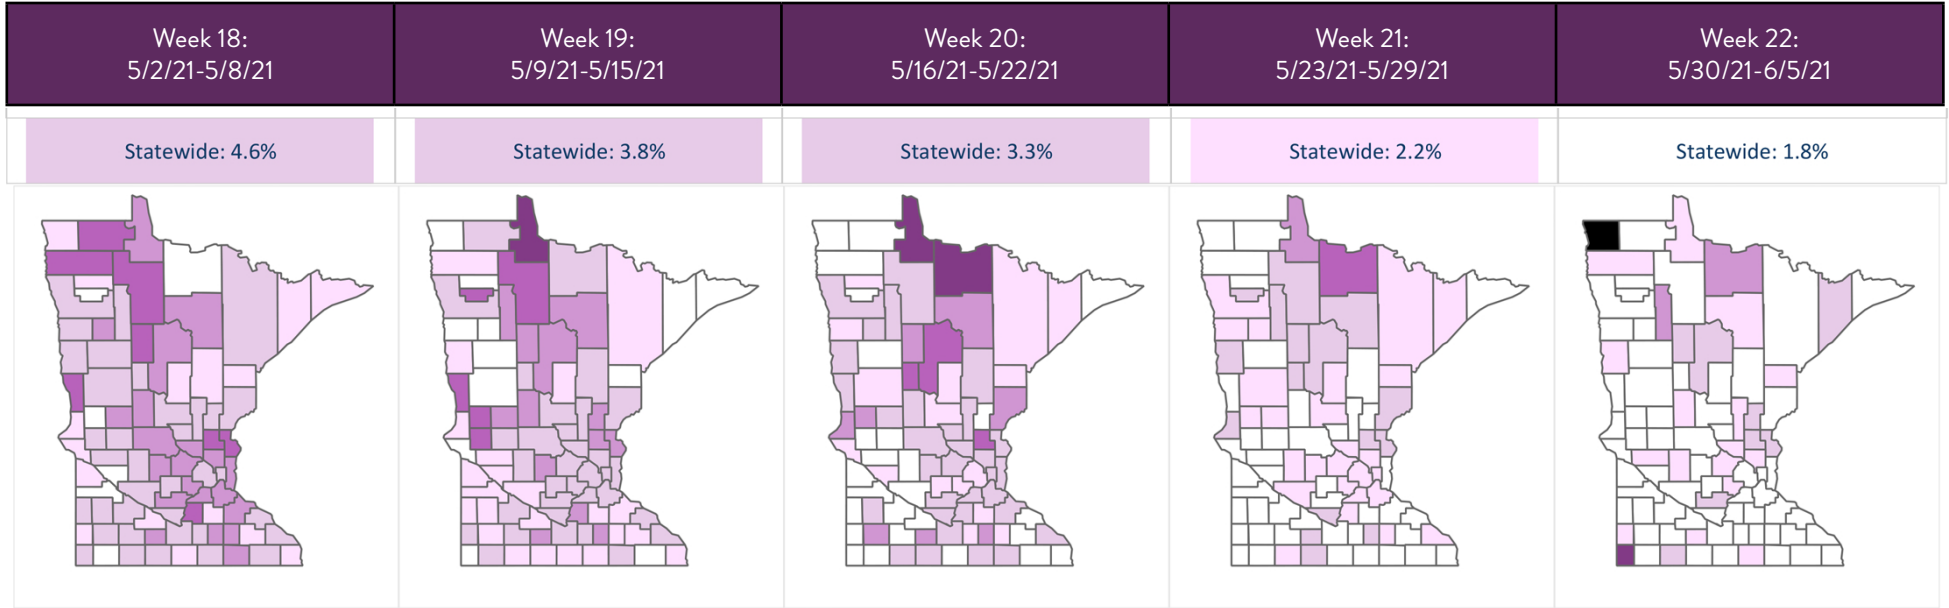 Week 18:
5/2/21-5/8/21
Week 19:
5/9/21-5/15/21
Week 20:
5/16/21-5/22/21
Week 21:
5/23/21-5/29/21
Week 22:
5/30/21-6/5/21
Statewide: 4.6%
Statewide: 3.8%
Statewide: 3.3%
Statewide: 2.2%
Statewide: 1.8%